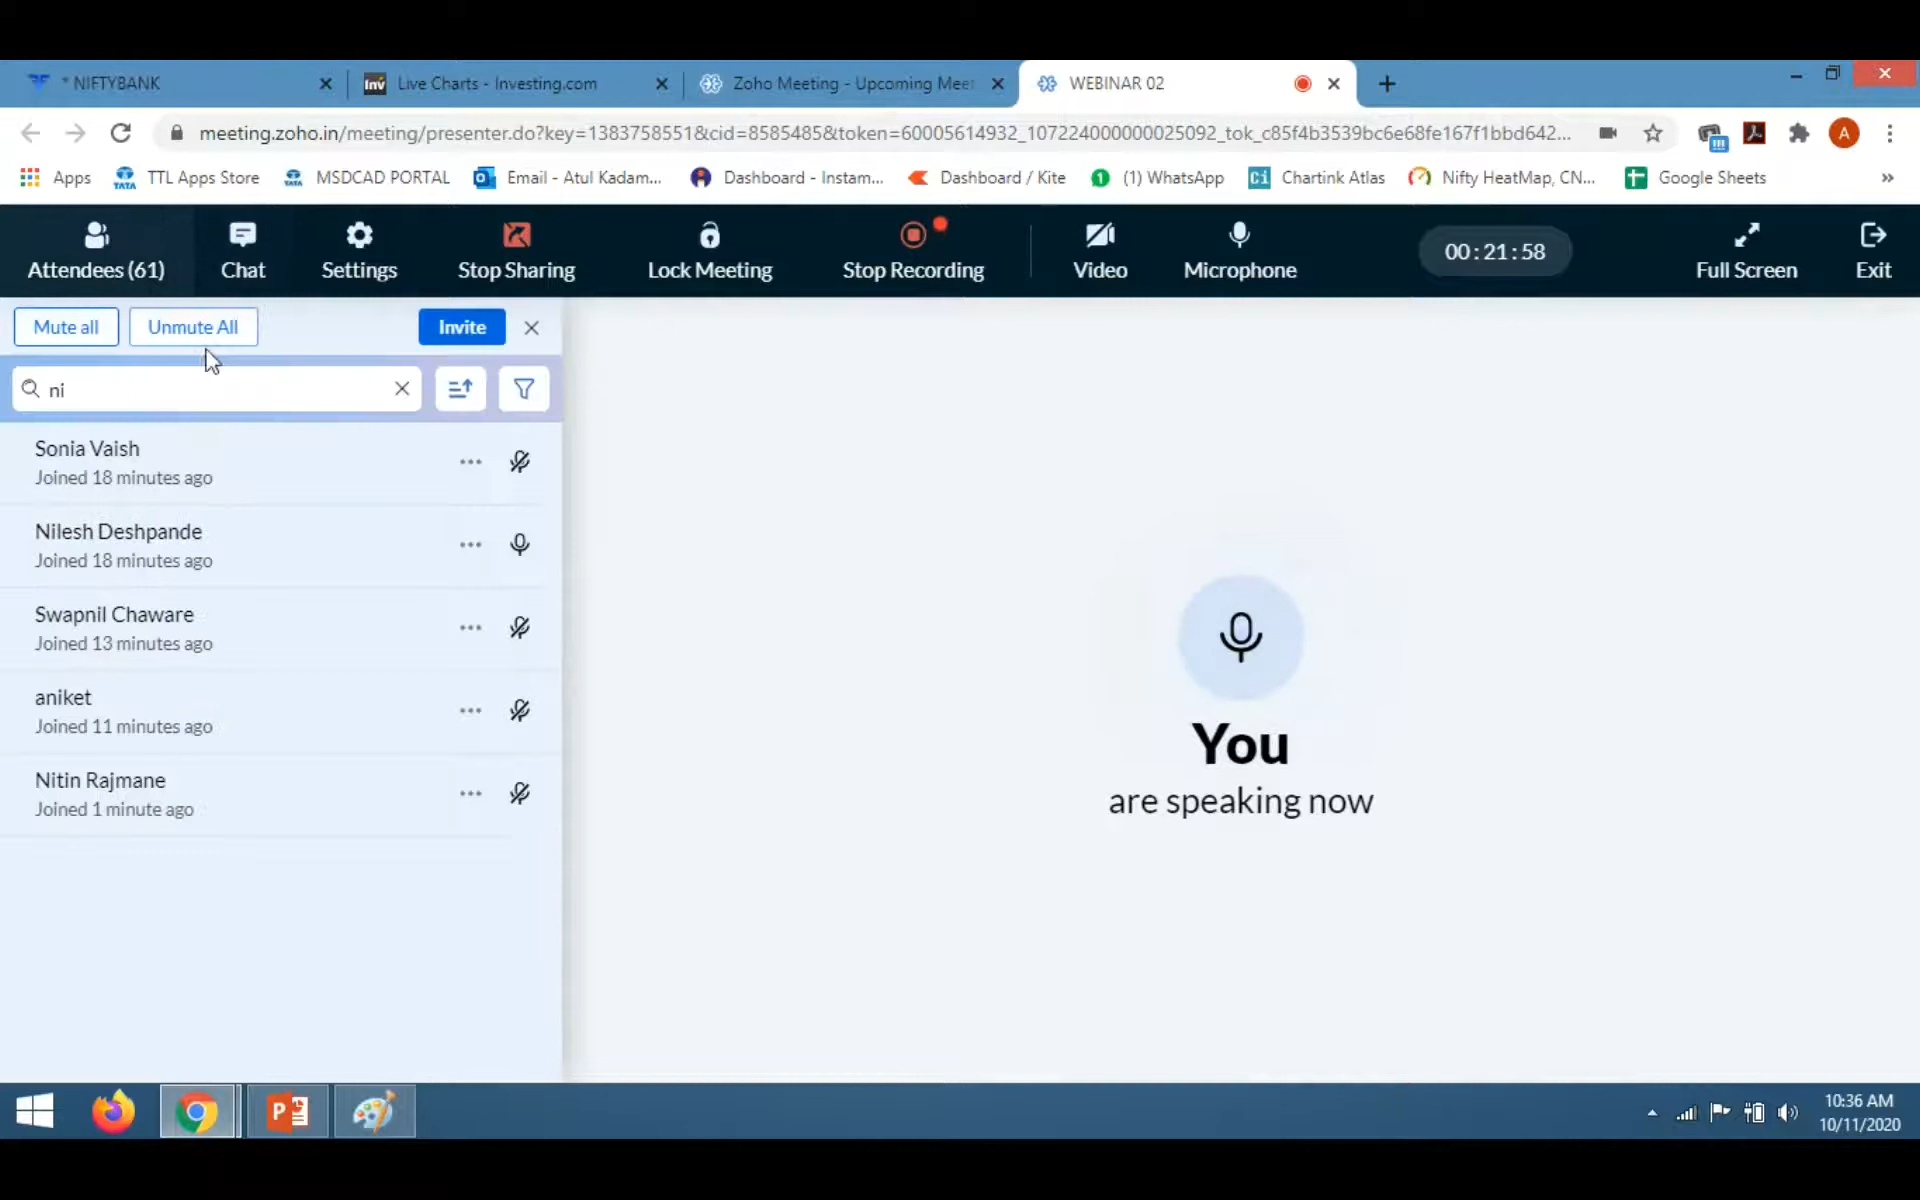 * NIFTYBANK
Live Charts - Investing.com
Zoho Meeting - Upcoming Mee
WEBINAR 02
meeting.zoho.in/meeting/presenter.do?key=1383758551&cid=8585485&token=60005614932_107224000000025092_tok_c85f4b3539bc6e68fe167f1bbd642...
A
Apps
TATA
TTL Apps Store
TATA
MSDCAD PORTAL
Email - Atul Kadam...
Dashboard - Instam...
Dashboard / Kite
(1) WhatsApp
Chartink Atlas
Nifty HeatMap, CN...
Google Sheets
»
Attendees (61)
Chat
Settings
Stop Sharing
Lock Meeting
Stop Recording
Video
Microphone
00:21:58
Full Screen
Exit
Mute all
Unmute All
Invite
ni
Sonia Vaish
Joined 18 minutes ago
Nilesh Deshpande
Joined 18 minutes ago
Swapnil Chaware
Joined 13 minutes ago
aniket
Joined 11 minutes ago
Nitin Rajmane
Joined 1 minute ago
You
are speaking now
10:36 AM
10/11/2020